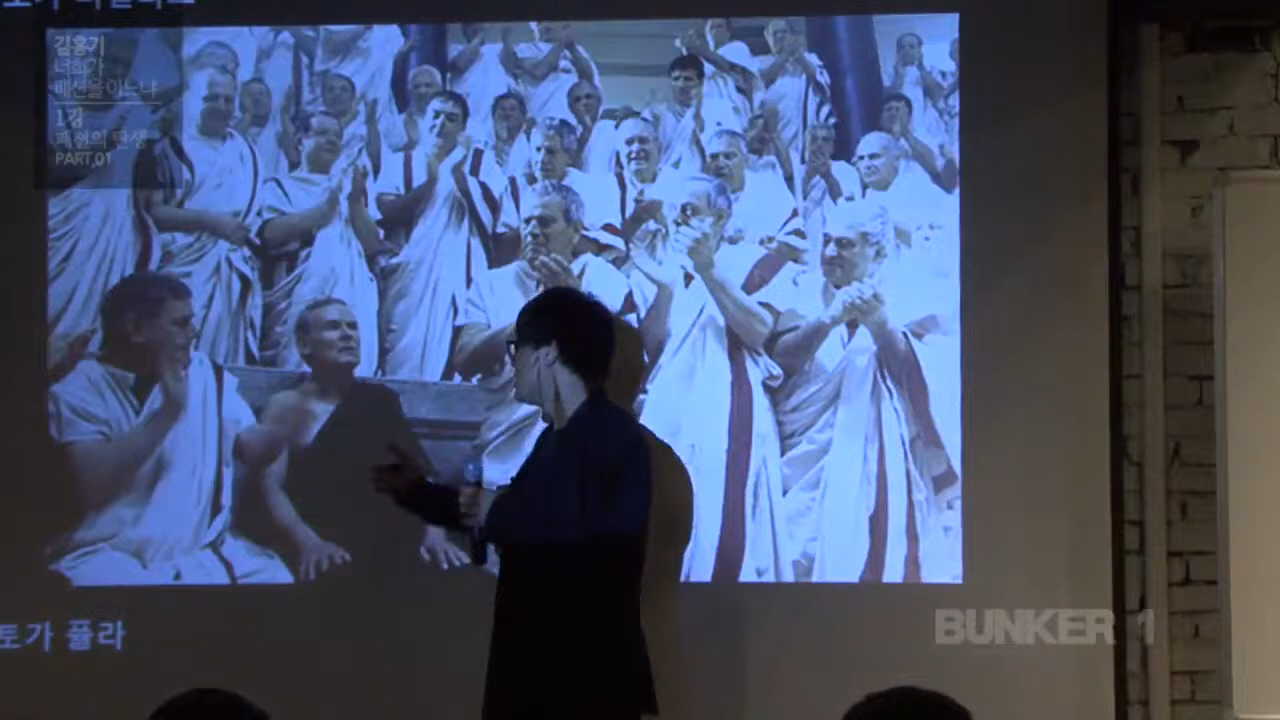 김홍기
너희가
패션을 아느냐
1강
패션의 탄생
PART.01
토가 풀라
BUNKER 1